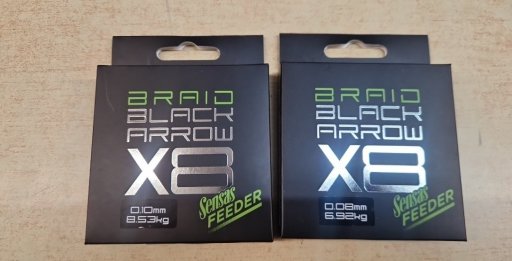 BRAID
BLACK
ARROW
X8
0.10mm
8.53kg
Sensas
FEEDER
BRAID
BLACK
ARROW
X8
0.08mm
6.92kg
Sensas
FEEDER